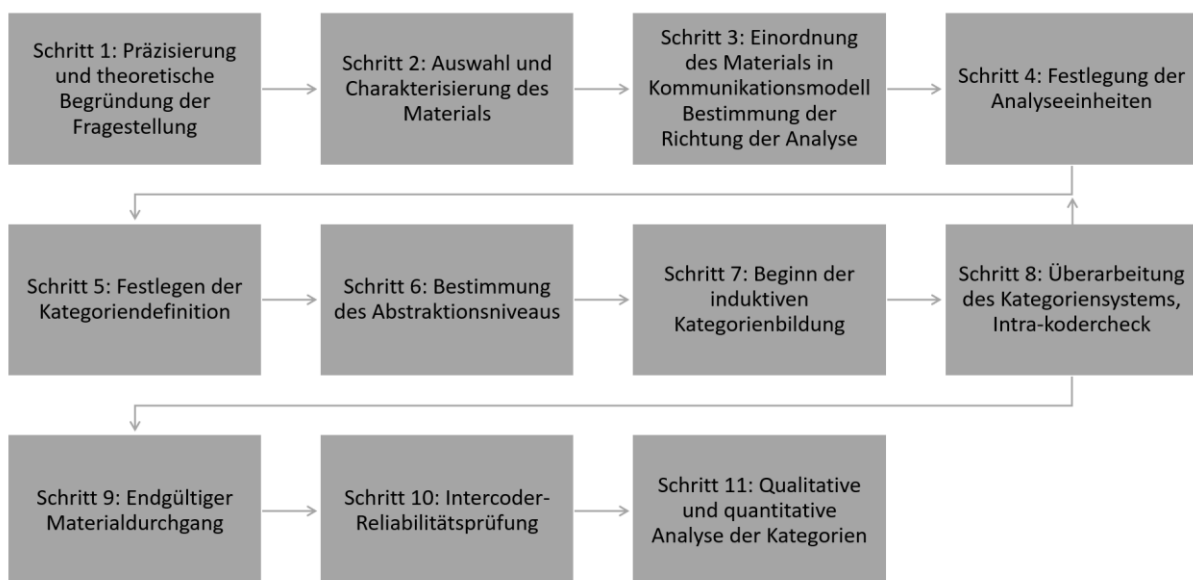 Schritt 1: Präzisierung
und theoretische
Begründung der
Fragestellung
Schritt 2: Auswahl und
Charakterisierung des
Materials
Schritt 3: Einordnung
des Materials in
Kommunikationsmodell
Bestimmung der
Richtung der Analyse
Schritt 4: Festlegung der
Analyseeinheiten
Schritt 5: Festlegen der
Kategoriendefinition
Schritt 6: Bestimmung
des Abstraktionsniveaus
Schritt 7: Beginn der
induktiven
Kategorienbildung
Schritt 8: Überarbeitung
des Kategoriensystems,
Intra-kodercheck
Schritt 9: Endgültiger
Materialdurchgang
Schritt 10: Intercoder-
Reliabilitätsprüfung
Schritt 11: Qualitative
und quantitative
Analyse der Kategorien